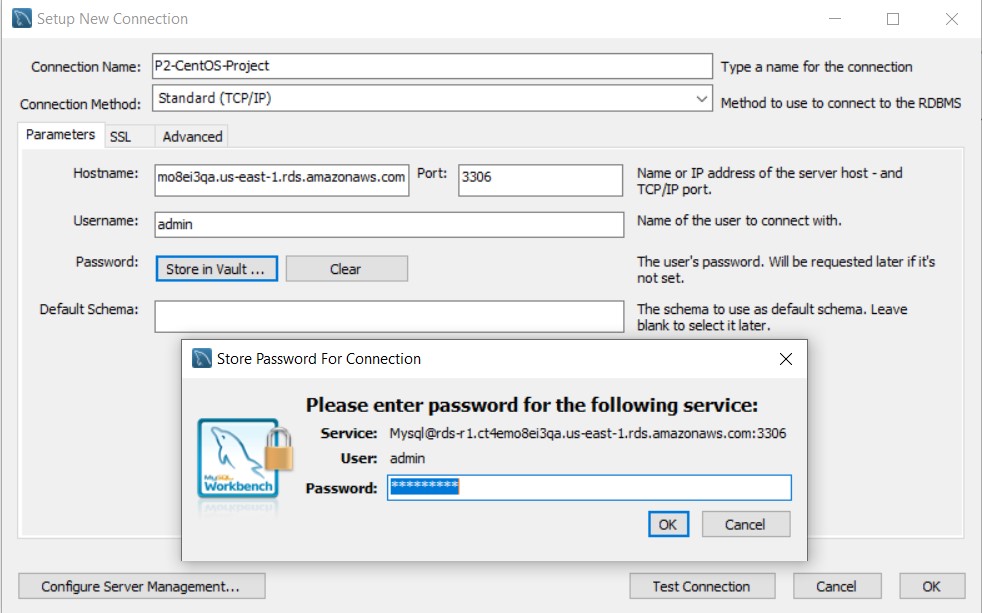 Setup New Connection
Connection Name: P2-CentOS-Project Type a name for the connection
Connection Method: Standard (TCP/IP) Method to use to connect to the RDBMS
Parameters SSL Advanced
Hostname: mo8ei3qa.us-east-1.rds.amazonaws.com Port: 3306 Name or IP address of the server host - and
TCP/IP port.
Username: admin Name of the user to connect with.
Password: Store in Vault ... Clear The user's password. Will be requested later if it's
not set.
Default Schema: The schema to use as default schema. Leave
blank to select it later.
Store Password For Connection
Please enter password for the following service:
Service: Mysql@rds-r1.ct4emo8ei3qa.us-east-1.rds.amazonaws.com:3306
User: admin
MySQL
Workbench
Password: *********
OK Cancel
Configure Server Management... Test Connection Cancel OK